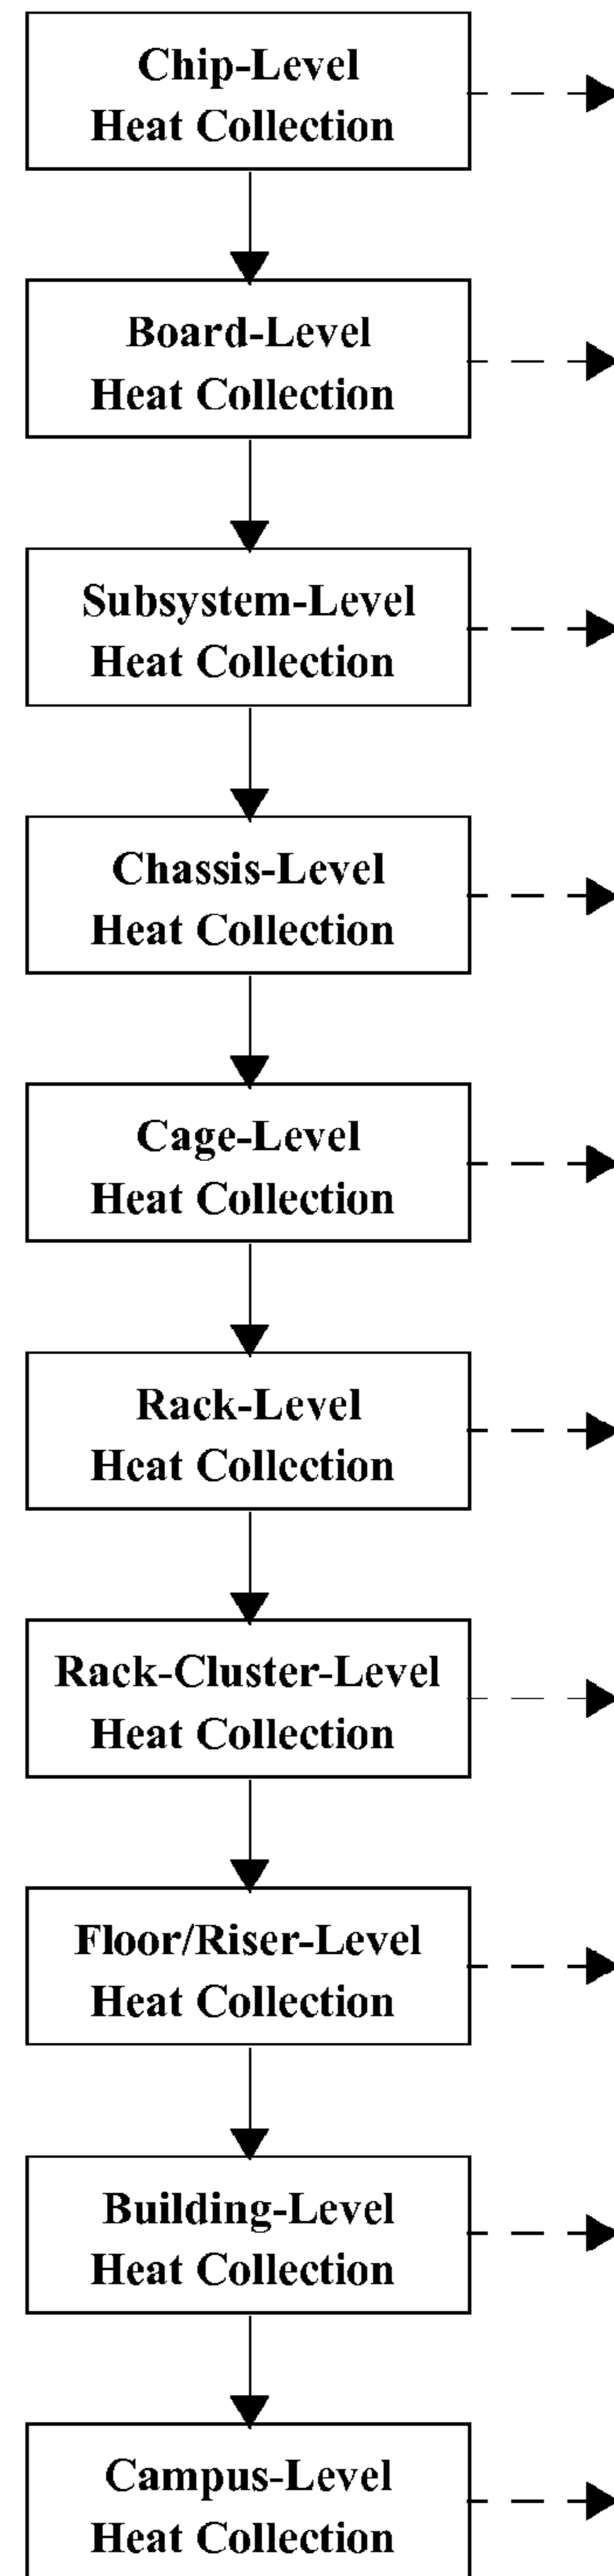 Chip-Level
Heat Collection
Board-Level
Heat Collection
Subsystem-Level
Heat Collection
Chassis-Level
Heat Collection
Cage-Level
Heat Collection
Rack-Level
Heat Collection
Rack-Cluster-Level
Heat Collection
Floor/Riser-Level
Heat Collection
Building-Level
Heat Collection
Campus-Level
Heat Collection